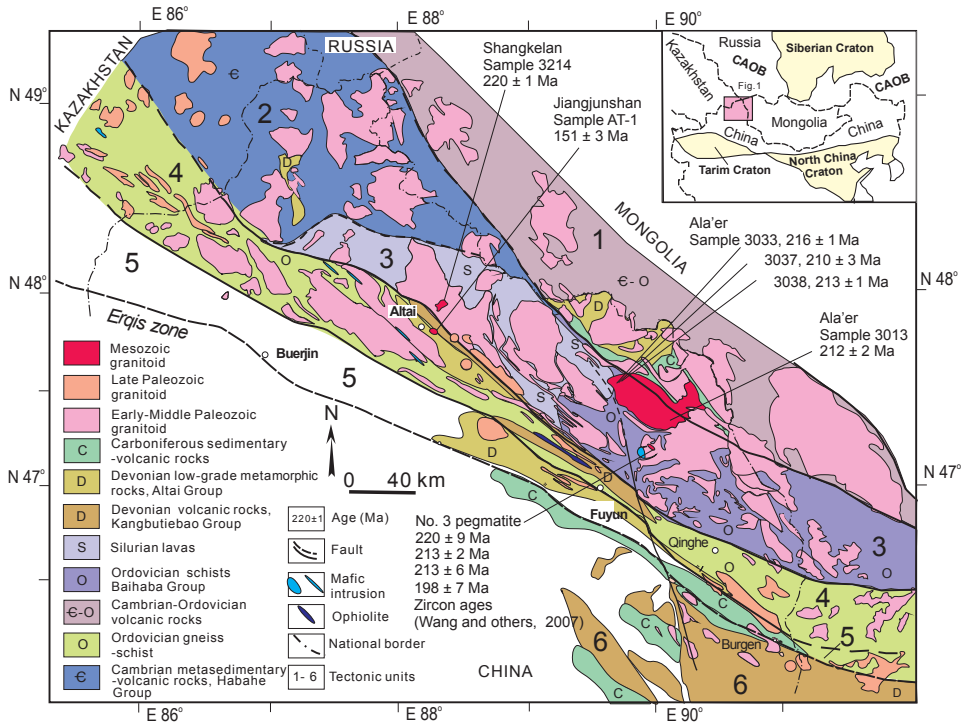 E 86°
E 88°
E 90°
KAZAKHSTAN
RUSSIA
Shangkelan
Sample 3214
220 ± 1 Ma
Jiangjunshan
Sample AT-1
151 ± 3 Ma
Russia
Siberian Craton
Kazakhstan
CAOB
Fig.1
CAOB
China
Mongolia
China
Tarim Craton
North China
Craton
N 49°
Є
2
D
4
1
MONGOLIA
Є- O
Ala'er
Sample 3033, 216 ± 1 Ma
3037, 210 ± 3 Ma
3038, 213 ± 1 Ma
N 48°
N 48°
5
O
3
S
D
D
Altai
Erqis zone
Buerjin
5
S
C
Ala'er
Sample 3013
212 ± 2 Ma
S
O
N 47°
N 47°
D
D
C
Fuyun
O
3
O
Qinghe
O
4
C
C
5
Burgen
6
C
C
6
D
CHINA
Mesozoic
granitoid
Late Paleozoic
granitoid
Early-Middle Paleozoic
granitoid
C
Carboniferous sedimentary
-volcanic rocks
D
Devonian low-grade metamorphic
rocks, Altai Group
D
Devonian volcanic rocks,
Kangbutiebao Group
S
Silurian lavas
O
Ordovician schists
Baihaba Group
Є-O
Cambrian-Ordovician
volcanic rocks
O
Ordovician gneiss
-schist
Є
Cambrian metasedimentary
-volcanic rocks, Habahe
Group
N
0 40 km
220±1
Age (Ma)
Fault
Mafic
intrusion
Ophiolite
National border
1- 6
Tectonic units
No. 3 pegmatite
220 ± 9 Ma
213 ± 2 Ma
213 ± 6 Ma
198 ± 7 Ma
Zircon ages
(Wang and others, 2007)
E 86°
E 88°
E 90°